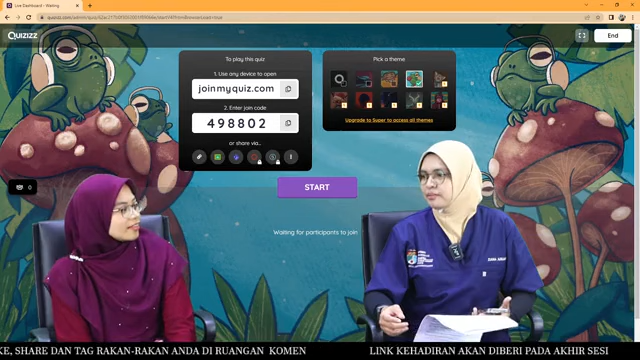 Live Dashboard - Waiting
QUIZIZZ
End
To play this quiz
1. Use any device to open
joinmyquiz.com
2. Enter join code
498802
or share via..
Pick a theme
Upgrade to Super to access all themes
0
START
Waiting for participants to join
KE, SHARE DAN TAG RAKAN-RAKAN ANDA DI RUANGAN KOMEN
LINK KEHADIRAN AKAN DIBERI PADA AKHIR SESI